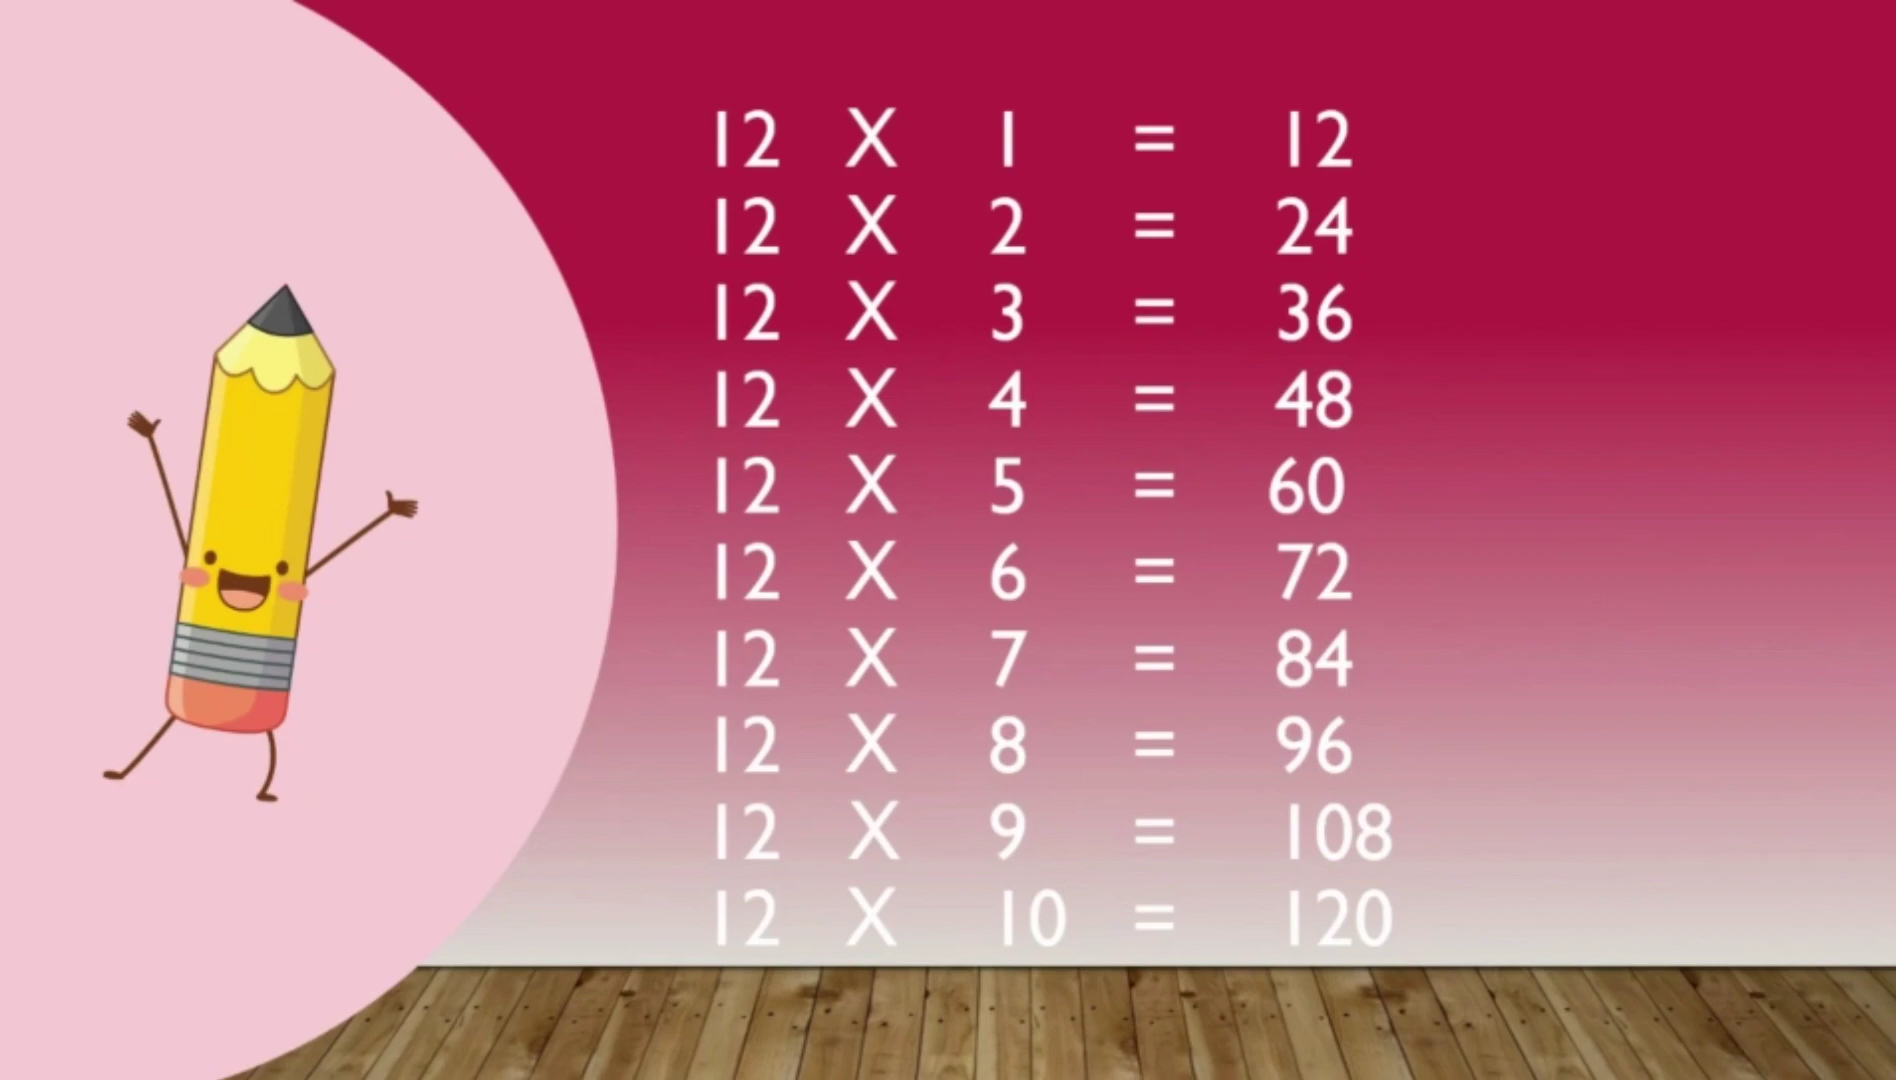 12 X 1 = 12
12 X 2 = 24
12 X 3 = 36
12 X 4 = 48
12 X 5 = 60
12 X 6 = 72
12 X 7 = 84
12 X 8 = 96
12 X 9 = 108
12 X 10 = 120